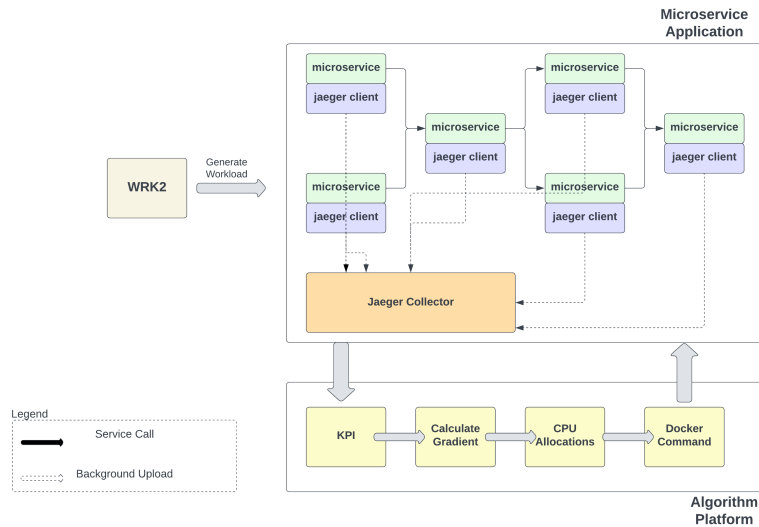 Microservice
Application
microservice
jaeger client
microservice
jaeger client
microservice
jaeger client
microservice
jaeger client
WRK2
Generate
Workload
microservice
jaeger client
microservice
jaeger client
Jaeger Collector
Legend
Service Call
Background Upload
KPI
Calculate
Gradient
CPU
Allocations
Docker
Command
Algorithm
Platform